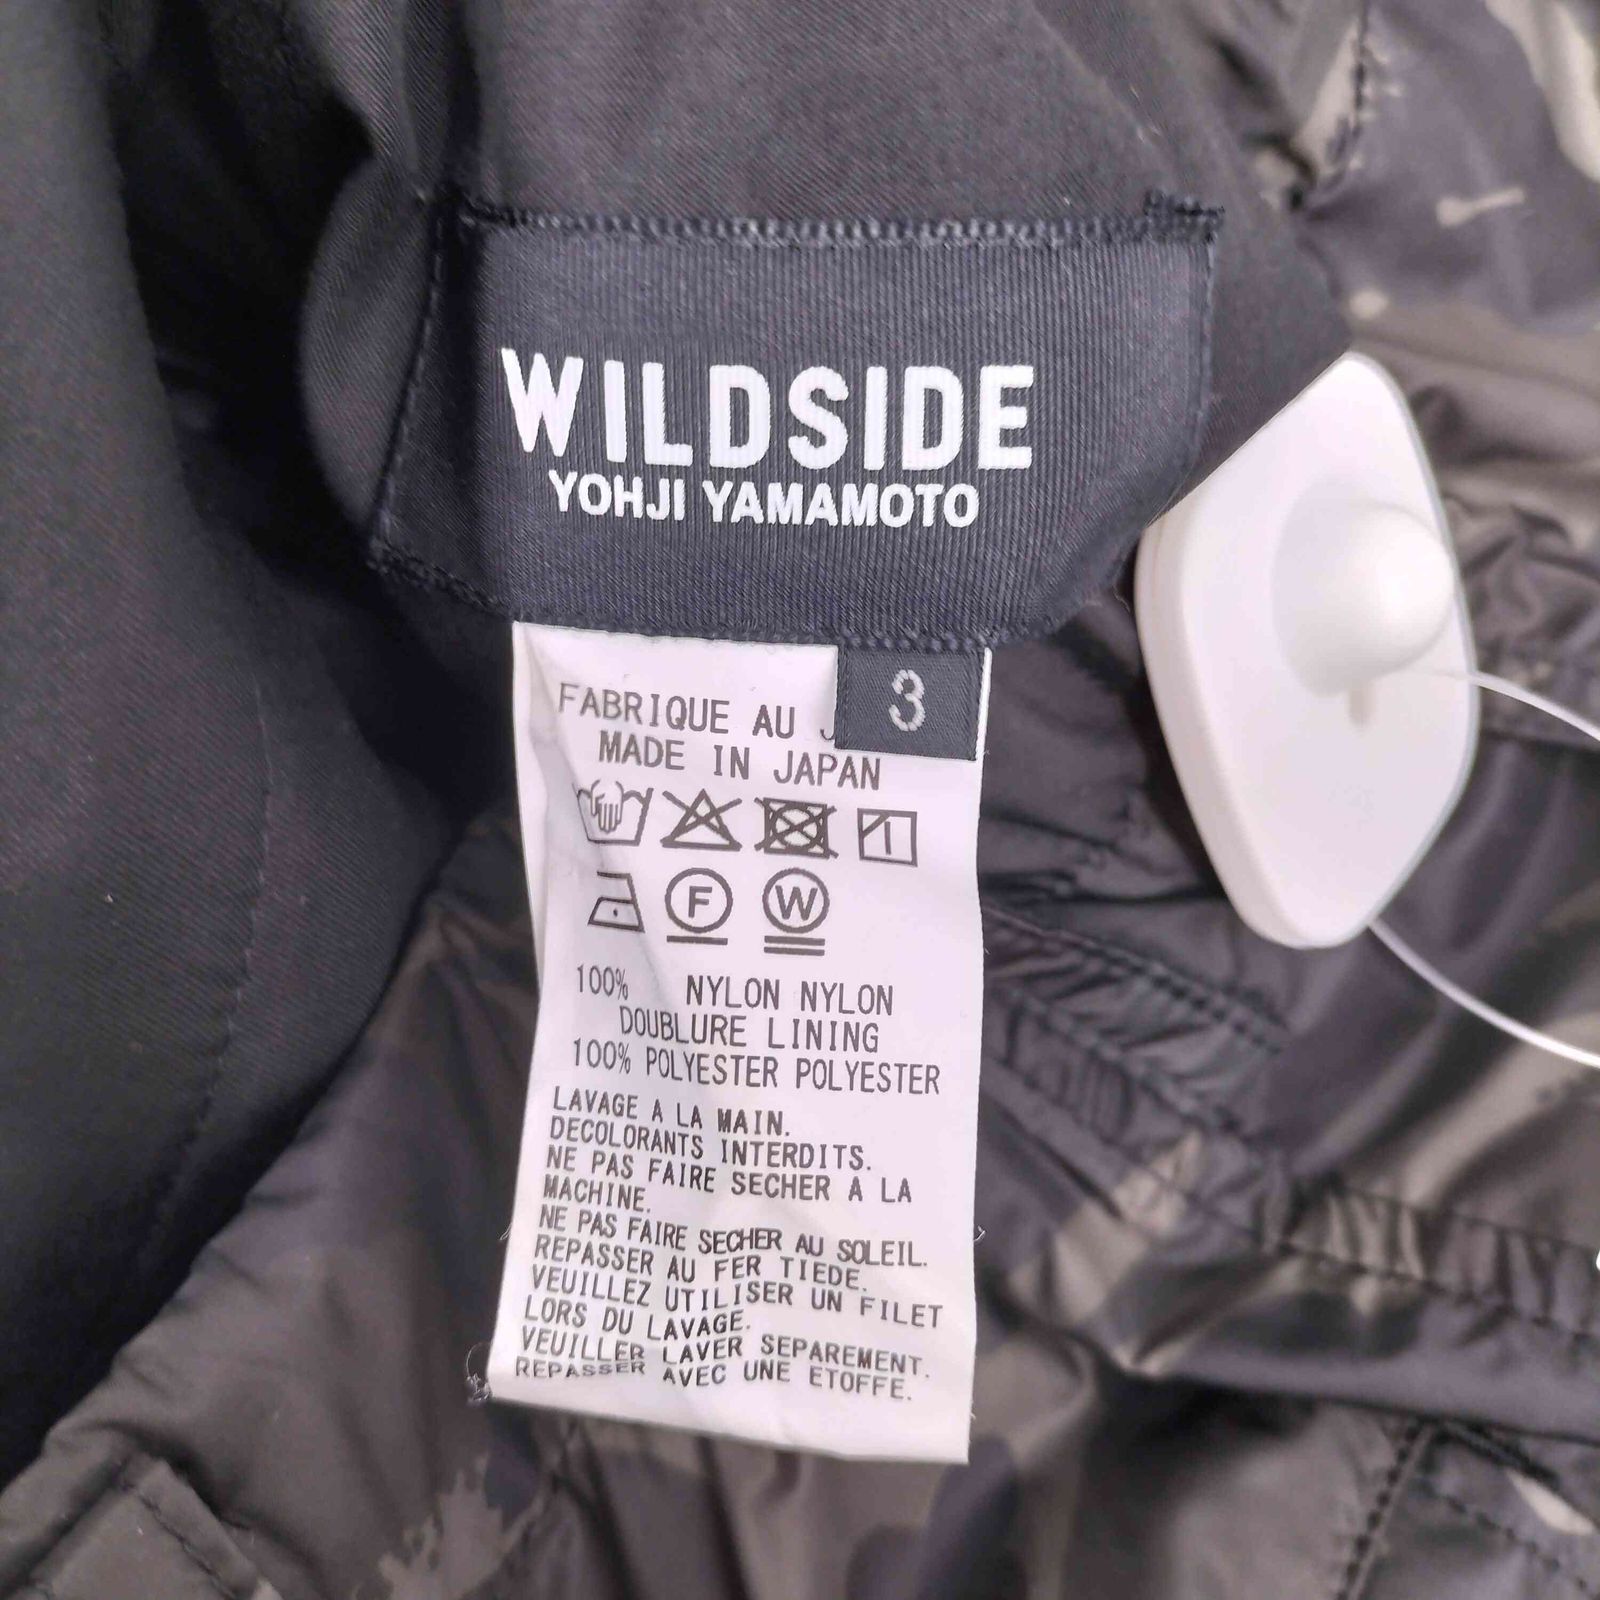 WILDSIDE
YOHJI YAMAMOTO
3
FABRIQUE AU
MADE IN JAPAN
F W
100% NYLON NYLON
DOUBLURE LINING
100% POLYESTER POLYESTER
LAVAGE A LA MAIN.
DECOLORANTS INTERDITS.
NE PAS FAIRE SECHER A LA
MACHINE.
NE PAS FAIRE SECHER AU SOLEIL.
REPASSER AU FER TIEDE.
VEUILLEZ UTILISER UN FILET
LORS DU LAVAGE.
VEUILLER LAVER SEPAREMENT.
REPASSER AVEC UNE ETOFFE.